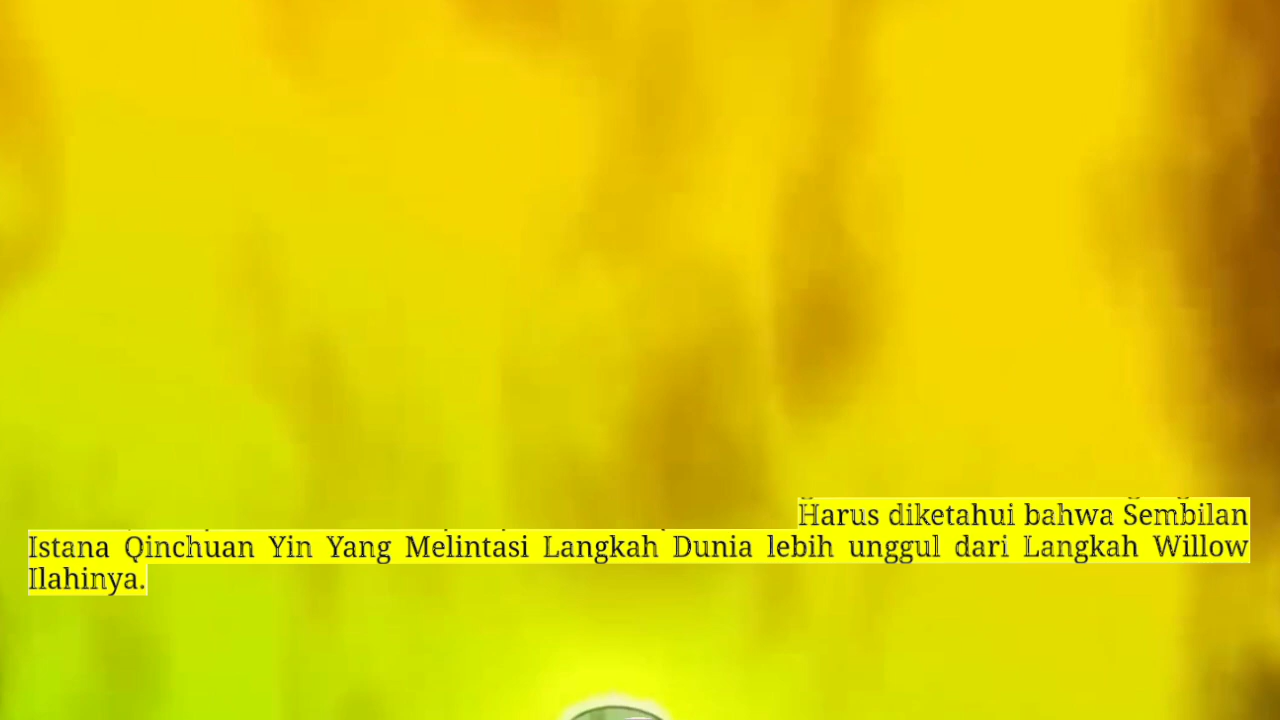 Harus diketahui bahwa Sembilan
Istana Qinchuan Yin Yang Melintasi Langkah Dunia lebih unggul dari Langkah Willow
Ilahinya.